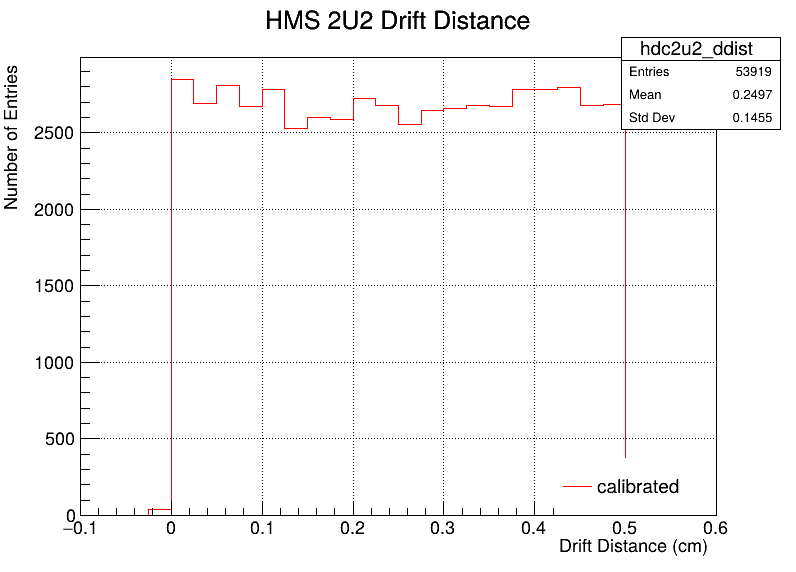 HMS 2U2 Drift Distance
hdc2u2_ddist
Entries 53919
Mean 0.2497
Std Dev 0.1455
Number of Entries
2500
2000
1500
1000
500
0
−0.1 0 0.1 0.2 0.3 0.4 0.5 0.6
calibrated
Drift Distance (cm)